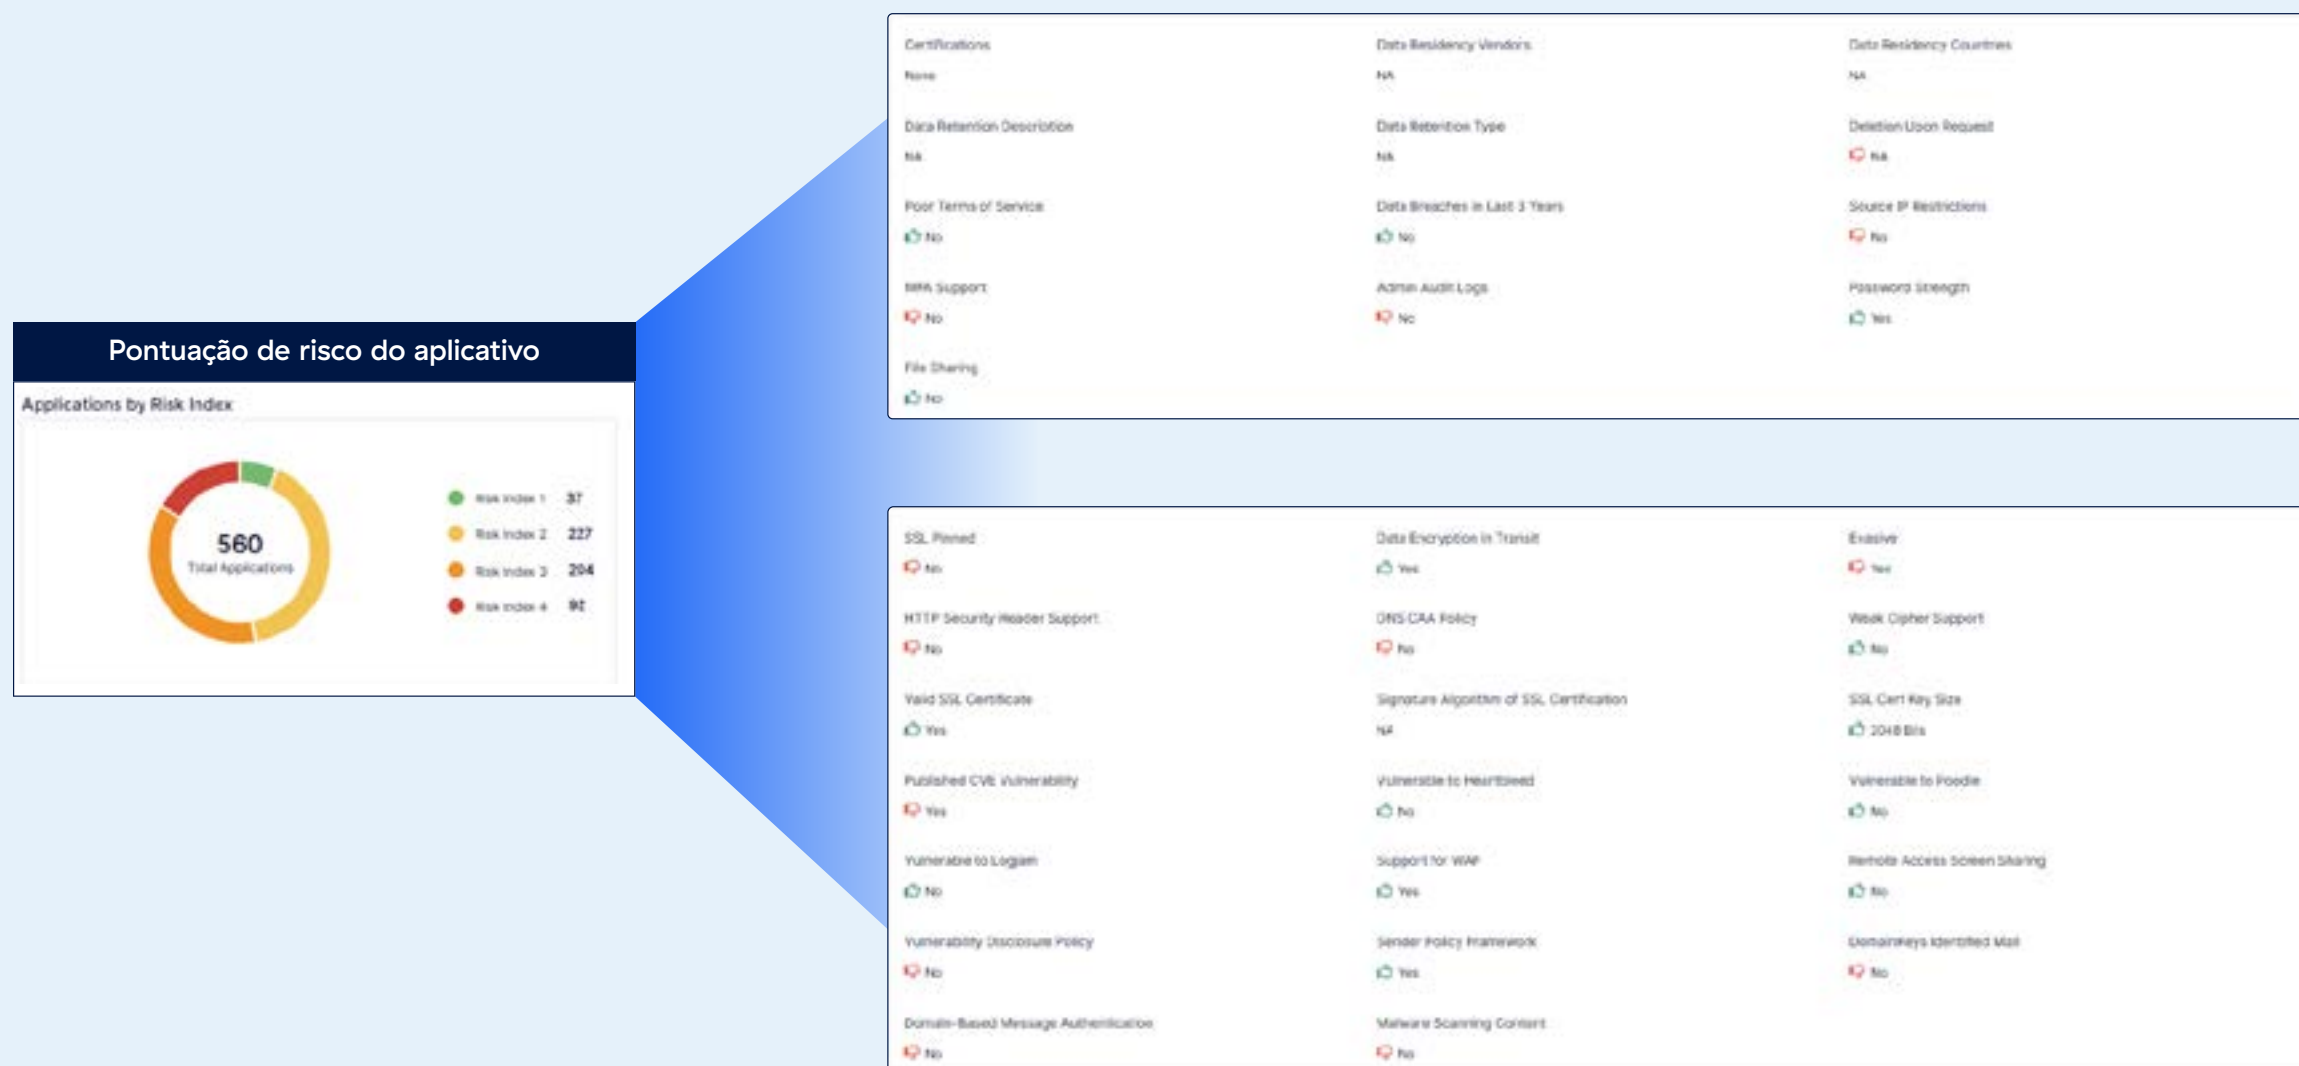 Pontuação de risco do aplicativo
Applications by Risk Index
560
Total Applications
Risk Index 1 37
Risk Index 2 227
Risk Index 3 204
Risk Index 4 92
Certifications
None
Data Residency Vendors
NA
Data Residency Countries
NA
Data Retention Description
NA
Data Retention Type
NA
Deletion Upon Request
NA
Poor Terms of Service
No
Data Breaches in Last 3 Years
No
Source IP Restrictions
No
MFA Support
No
Admin Audit Logs
No
Password Strength
Yes
File Sharing
No
SSL Pinned
No
Data Encryption in Transit
Yes
Evasive
Yes
HTTP Security Header Support
No
DNS CAA Policy
No
Weak Cipher Support
No
Valid SSL Certificate
Yes
Signature Algorithm of SSL Certification
NA
SSL Cert Key Size
2048 Bits
Published CVE Vulnerability
Yes
Vulnerable to Heartbleed
No
Vulnerable to Poodle
No
Vulnerable to Logjam
No
Support for WAF
Yes
Remote Access Screen Sharing
No
Vulnerability Disclosure Policy
No
Sender Policy Framework
Yes
DomainKeys Identified Mail
No
Domain-Based Message Authentication
No
Malware Scanning Content
No